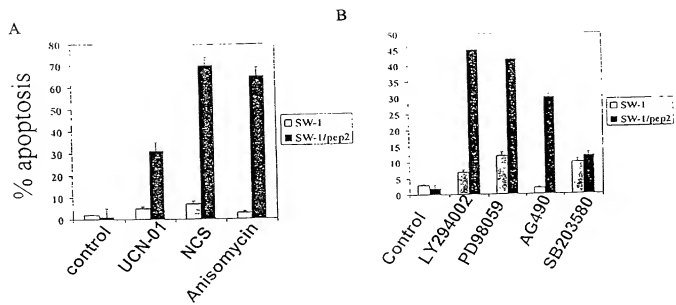 A
% apoptosis
80
70
60
50
40
30
20
10
0
control
UCN-01
NCS
Anisomycin
SW-1
SW-1/pep2
B
50
45
40
35
30
25
20
15
10
5
0
Control
LY294002
PD98059
AG490
SB203580
SW-1
SW-1/pep2